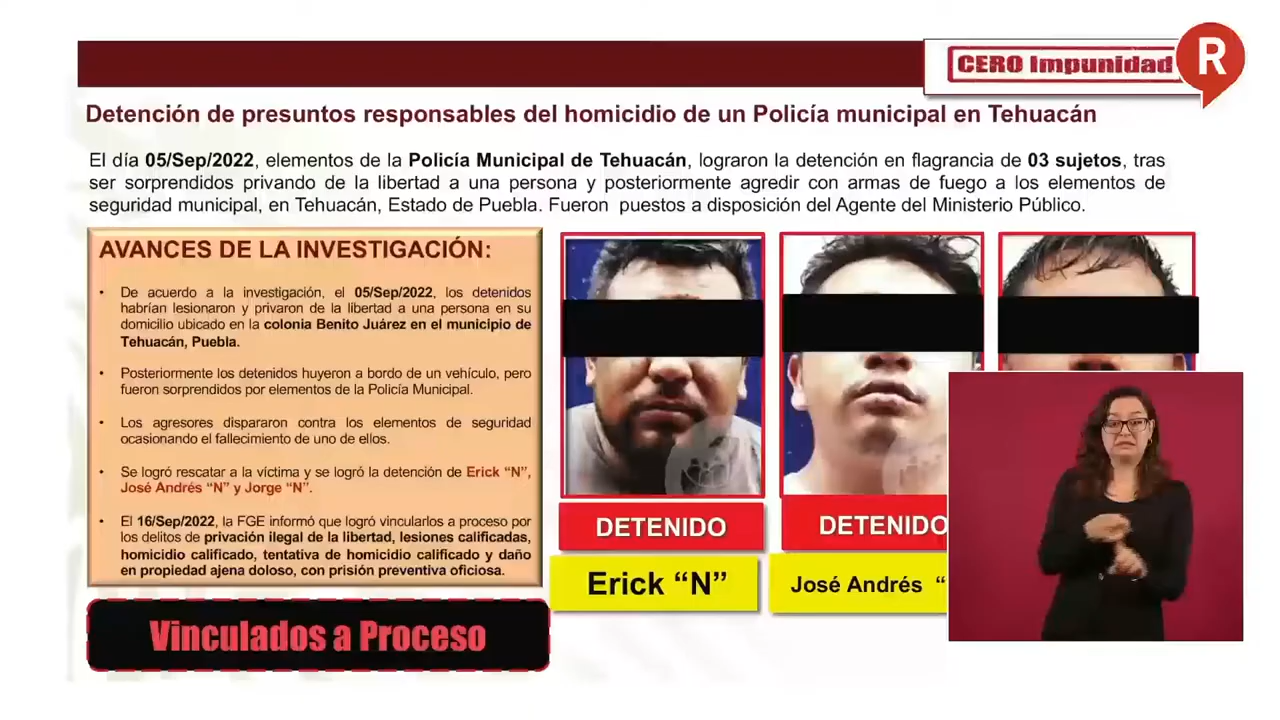 CERO Impunidad
R
Detención de presuntos responsables del homicidio de un Policía municipal en Tehuacán
El día 05/Sep/2022, elementos de la Policía Municipal de Tehuacán, lograron la detención en flagrancia de 03 sujetos, tras
ser sorprendidos privando de la libertad a una persona y posteriormente agredir con armas de fuego a los elementos de
seguridad municipal, en Tehuacán, Estado de Puebla. Fueron puestos a disposición del Agente del Ministerio Público.
AVANCES DE LA INVESTIGACIÓN:
• De acuerdo a la investigación, el 05/Sep/2022, los detenidos
habrían lesionaron y privaron de la libertad a una persona en su
domicilio ubicado en la colonia Benito Juárez en el municipio de
Tehuacán, Puebla.
• Posteriormente los detenidos huyeron a bordo de un vehículo, pero
fueron sorprendidos por elementos de la Policía Municipal.
• Los agresores dispararon contra los elementos de seguridad
ocasionando el fallecimiento de uno de ellos.
• Se logró rescatar a la víctima y se logró la detención de Erick “N”,
José Andrés “N” y Jorge “N”.
• El 16/Sep/2022, la FGE informó que logró vincularlos a proceso por
los delitos de privación ilegal de la libertad, lesiones calificadas,
homicidio calificado, tentativa de homicidio calificado y daño
en propiedad ajena doloso, con prisión preventiva oficiosa.
Vinculados a Proceso
DETENIDO
Erick “N”
DETENIDO
José Andrés “